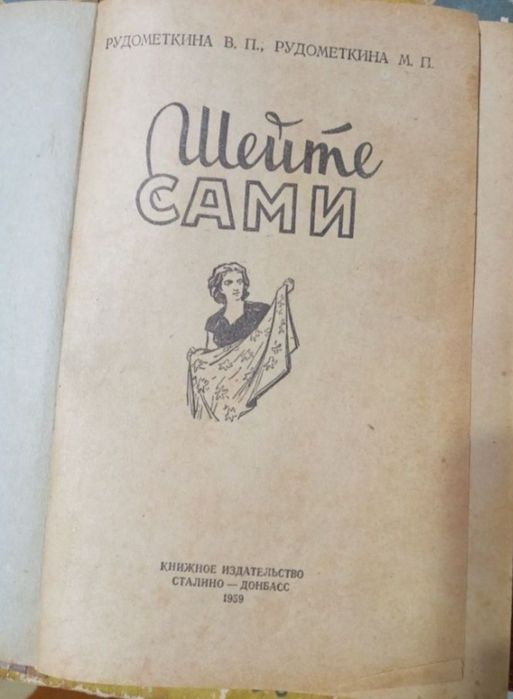 РУДОМЕТКИНА В. П., РУДОМЕТКИНА М. П.
Шейте
САМИ
КНИЖНОЕ ИЗДАТЕЛЬСТВО
СТАЛИНО — ДОНБАСС
1959